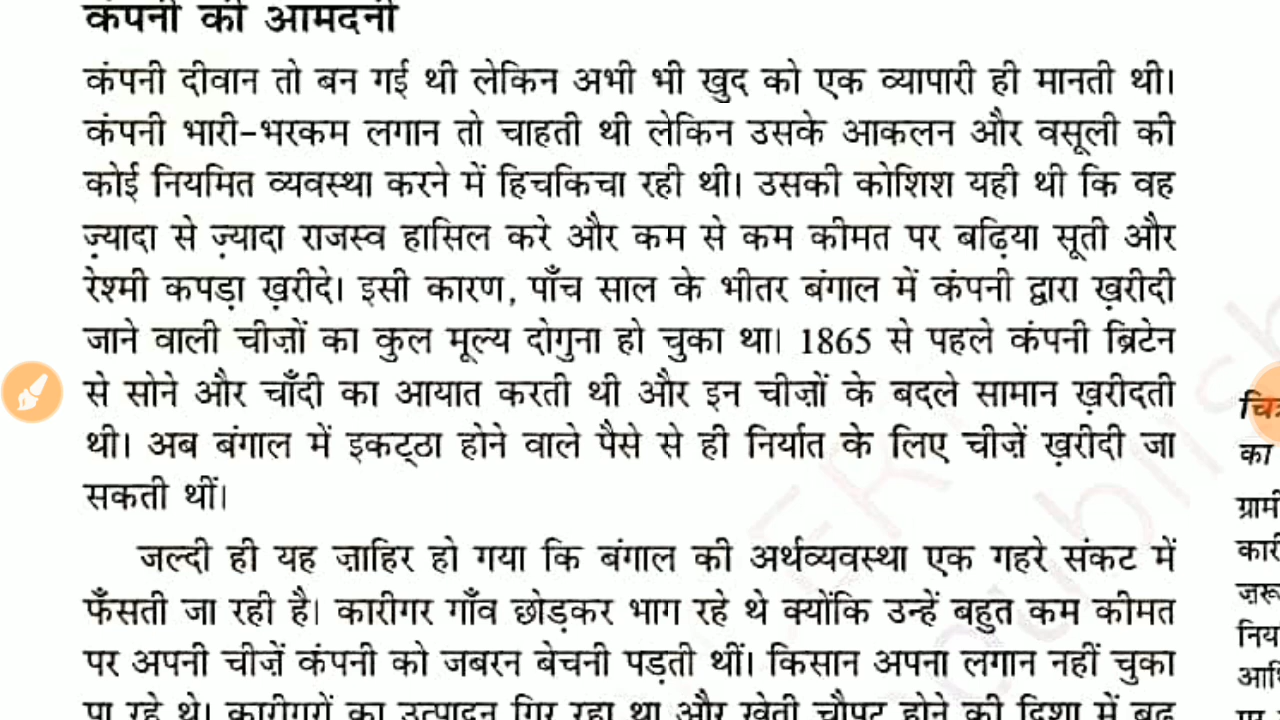 कंपनी की आमदनी
कंपनी दीवान तो बन गई थी लेकिन अभी भी खुद को एक व्यापारी ही मानती थी।
कंपनी भारी-भरकम लगान तो चाहती थी लेकिन उसके आकलन और वसूली की
कोई नियमित व्यवस्था करने में हिचकिचा रही थी। उसकी कोशिश यही थी कि वह
ज़्यादा से ज़्यादा राजस्व हासिल करे और कम से कम कीमत पर बढ़िया सूती और
रेश्मी कपड़ा ख़रीदे। इसी कारण, पाँच साल के भीतर बंगाल में कंपनी द्वारा ख़रीदी
जाने वाली चीज़ों का कुल मूल्य दोगुना हो चुका था। 1865 से पहले कंपनी ब्रिटेन
से सोने और चाँदी का आयात करती थी और इन चीज़ों के बदले सामान ख़रीदती
थी। अब बंगाल में इकट्ठा होने वाले पैसे से ही निर्यात के लिए चीज़ें ख़रीदी जा
सकती थीं।
जल्दी ही यह ज़ाहिर हो गया कि बंगाल की अर्थव्यवस्था एक गहरे संकट में
फँसती जा रही है। कारीगर गाँव छोड़कर भाग रहे थे क्योंकि उन्हें बहुत कम कीमत
पर अपनी चीज़ें कंपनी को जबरन बेचनी पड़ती थीं। किसान अपना लगान नहीं चुका
पा रहे थे। कारीगरों का उत्पादन गिर रहा था और खेती चौपट होने की दिशा में बढ़
का